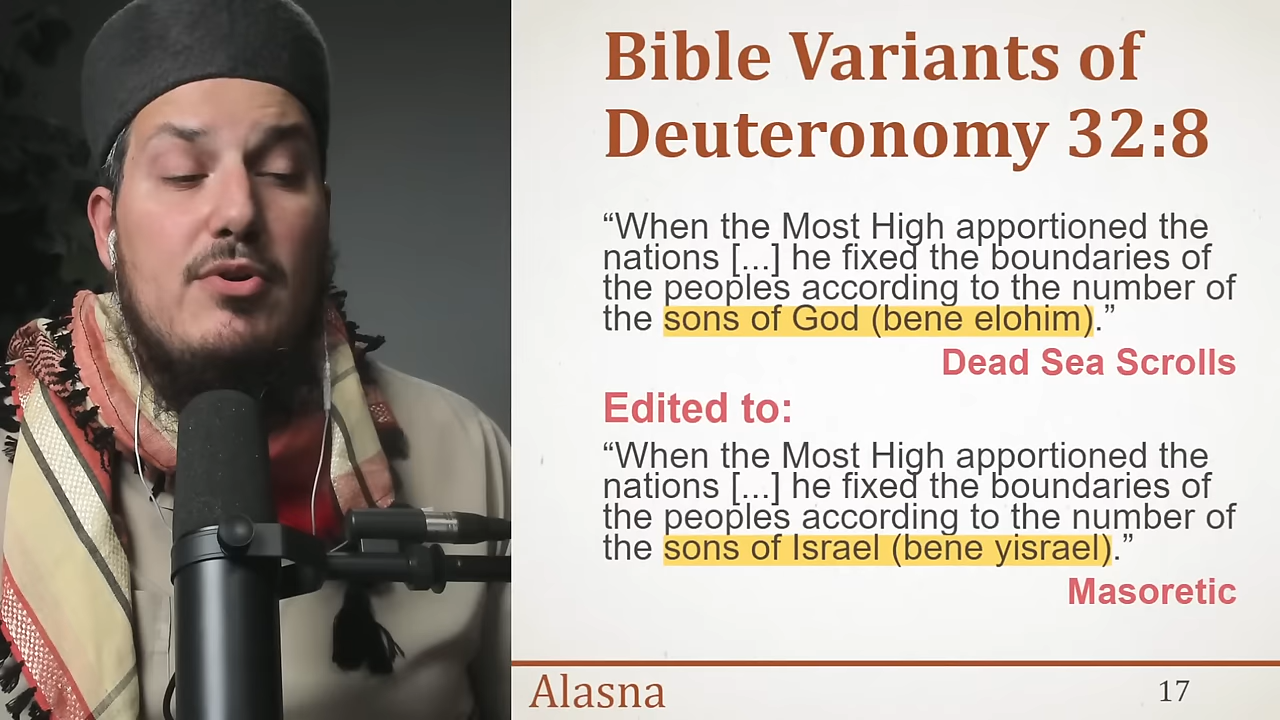 Bible Variants of
Deuteronomy 32:8
“When the Most High apportioned the
nations [...] he fixed the boundaries of
the peoples according to the number of
the sons of God (bene elohim).”
Dead Sea Scrolls
Edited to:
“When the Most High apportioned the
nations [...] he fixed the boundaries of
the peoples according to the number of
the sons of Israel (bene yisrael).”
Masoretic
Alasna
17